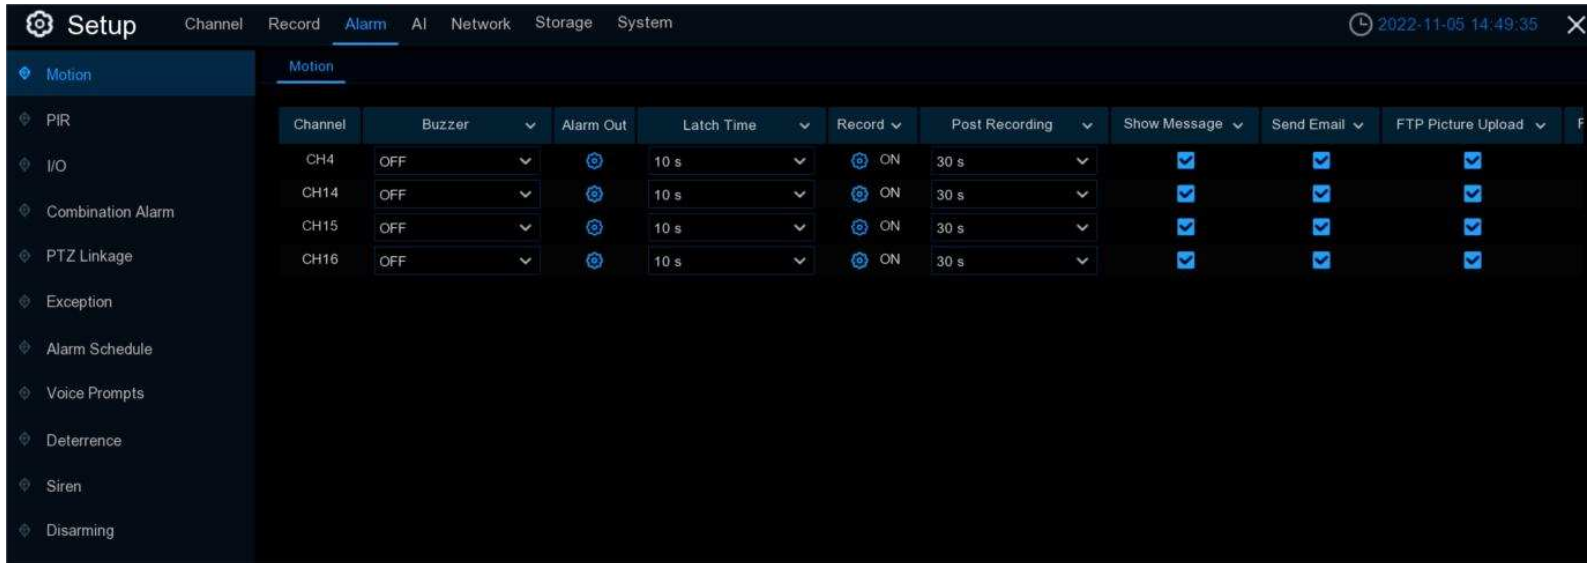 Setup Channel Record Alarm AI Network Storage System 2022-11-05 14:49:35
Motion
Motion
PIR
I/O
Combination Alarm
PTZ Linkage
Exception
Alarm Schedule
Voice Prompts
Deterrence
Siren
Disarming
Channel Buzzer Alarm Out Latch Time Record Post Recording Show Message Send Email FTP Picture Upload F
CH4 OFF 10 s ON 30 s
CH14 OFF 10 s ON 30 s
CH15 OFF 10 s ON 30 s
CH16 OFF 10 s ON 30 s